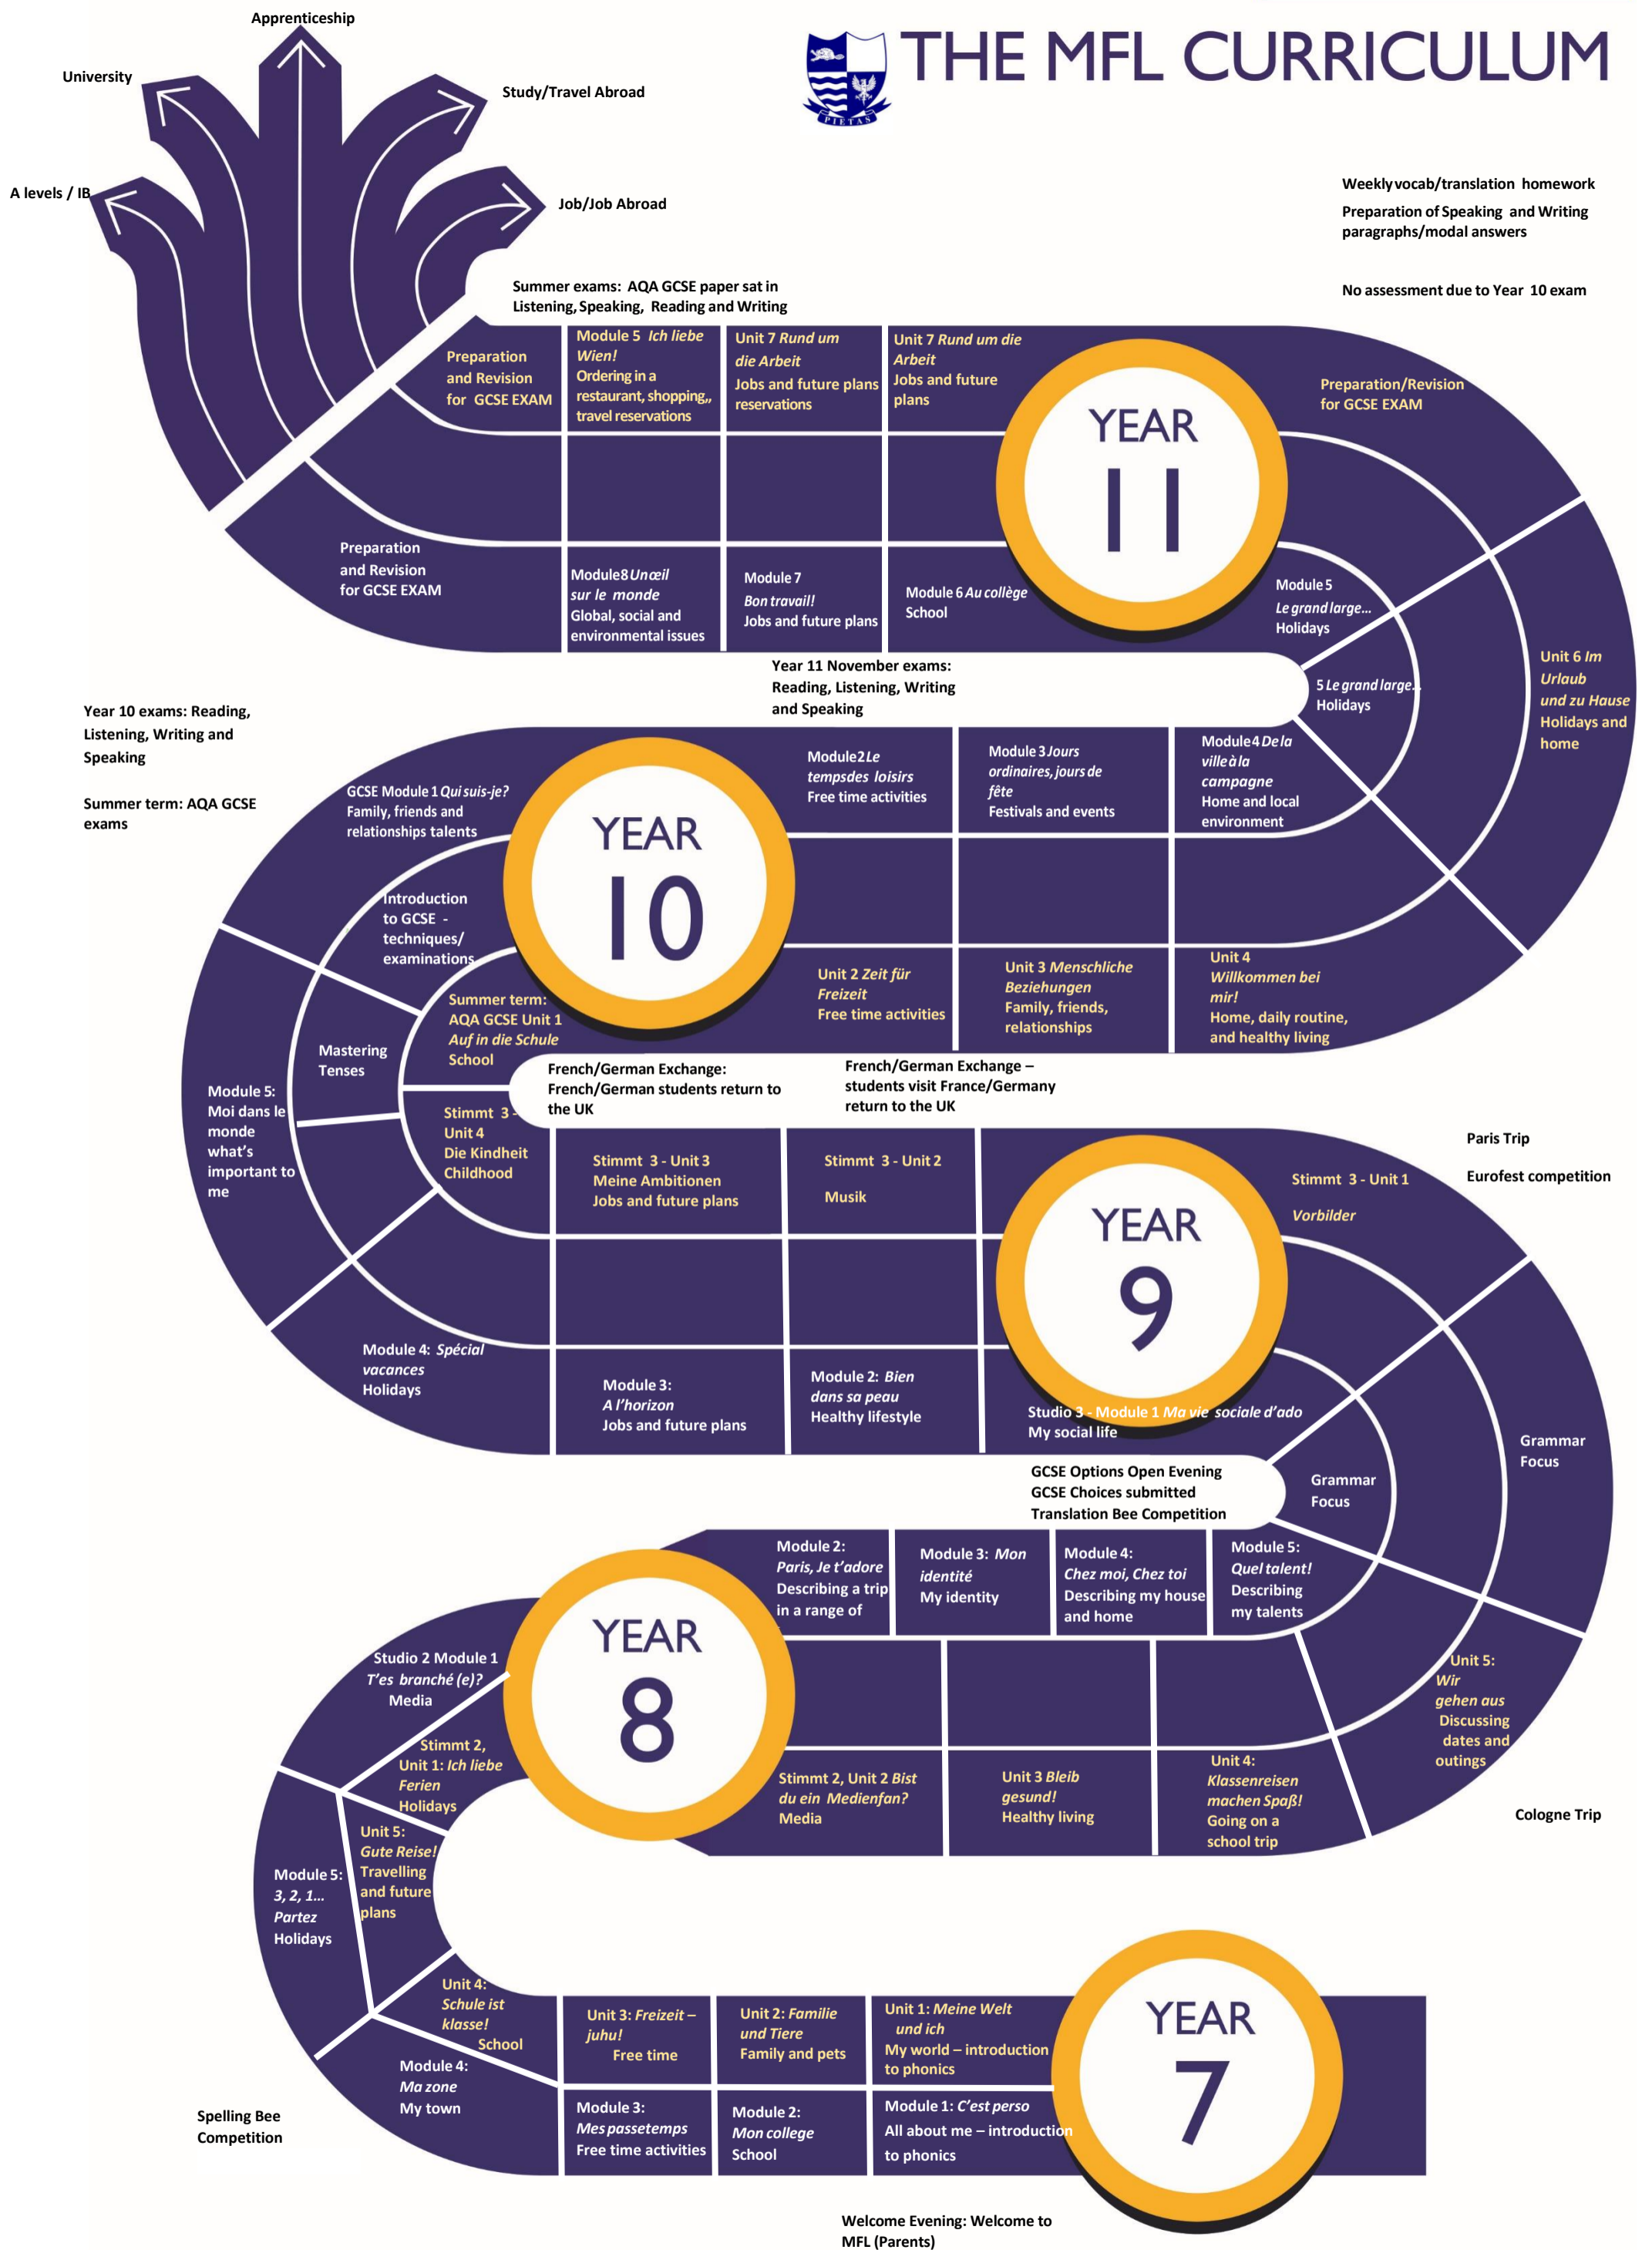 Apprenticeship
University
Study/Travel Abroad
A levels / IB
Job/Job Abroad
PIETAS
THE MFL CURRICULUM
Weekly vocab/translation homework
Preparation of Speaking and Writing
paragraphs/modal answers
No assessment due to Year 10 exam
Summer exams: AQA GCSE paper sat in
Listening, Speaking, Reading and Writing
Preparation
and Revision
for GCSE EXAM
Module 5 Ich liebe
Wien!
Ordering in a
restaurant, shopping,,
travel reservations
Unit 7 Rund um
die Arbeit
Jobs and future plans
reservations
Unit 7 Rund um die
Arbeit
Jobs and future
plans
YEAR
11
Preparation/Revision
for GCSE EXAM
Preparation
and Revision
for GCSE EXAM
Module8 Un œil
sur le monde
Global, social and
environmental issues
Module 7
Bon travail!
Jobs and future plans
Module 6 Au collège
School
Module 5
Le grand large...
Holidays
5 Le grand large...
Holidays
Unit 6 Im
Urlaub
und zu Hause
Holidays and
home
Year 11 November exams:
Reading, Listening, Writing
and Speaking
Year 10 exams: Reading,
Listening, Writing and
Speaking
Summer term: AQA GCSE
exams
GCSE Module 1 Qui suis-je?
Family, friends and
relationships talents
YEAR
10
Module2 Le
tempsdes loisirs
Free time activities
Module 3 Jours
ordinaires, jours de
fête
Festivals and events
Module4 De la
ville à la
campagne
Home and local
environment
Introduction
to GCSE -
techniques/
examinations
Summer term:
AQA GCSE Unit 1
Auf in die Schule
School
Unit 2 Zeit für
Freizeit
Free time activities
Unit 3 Menschliche
Beziehungen
Family, friends,
relationships
Unit 4
Willkommen bei
mir!
Home, daily routine,
and healthy living
Mastering
Tenses
Module 5:
Moi dans le
monde
what's
important to
me
French/German Exchange:
French/German students return to
the UK
French/German Exchange –
students visit France/Germany
return to the UK
Stimmt 3 -
Unit 4
Die Kindheit
Childhood
Stimmt 3 - Unit 3
Meine Ambitionen
Jobs and future plans
Stimmt 3 - Unit 2
Musik
YEAR
9
Stimmt 3 - Unit 1
Vorbilder
Paris Trip
Eurofest competition
Module 4: Spécial
vacances
Holidays
Module 3:
A l'horizon
Jobs and future plans
Module 2: Bien
dans sa peau
Healthy lifestyle
Studio 3 - Module 1 Ma vie sociale d'ado
My social life
Grammar
Focus
Grammar
Focus
GCSE Options Open Evening
GCSE Choices submitted
Translation Bee Competition
YEAR
8
Module 2:
Paris, Je t'adore
Describing a trip
in a range of
Module 3: Mon
identité
My identity
Module 4:
Chez moi, Chez toi
Describing my house
and home
Module 5:
Quel talent!
Describing
my talents
Studio 2 Module 1
T'es branché (e)?
Media
Stimmt 2,
Unit 1: Ich liebe
Ferien
Holidays
Stimmt 2, Unit 2 Bist
du ein Medienfan?
Media
Unit 3 Bleib
gesund!
Healthy living
Unit 4:
Klassenreisen
machen Spaß!
Going on a
school trip
Unit 5:
Wir
gehen aus
Discussing
dates and
outings
Cologne Trip
Module 5:
3, 2, 1...
Partez
Holidays
Unit 5:
Gute Reise!
Travelling
and future
plans
Unit 4:
Schule ist
klasse!
School
Unit 3: Freizeit –
juhu!
Free time
Unit 2: Familie
und Tiere
Family and pets
Unit 1: Meine Welt
und ich
My world – introduction
to phonics
YEAR
7
Module 4:
Ma zone
My town
Module 3:
Mes passetemps
Free time activities
Module 2:
Mon college
School
Module 1: C'est perso
All about me – introduction
to phonics
Spelling Bee
Competition
Welcome Evening: Welcome to
MFL (Parents)